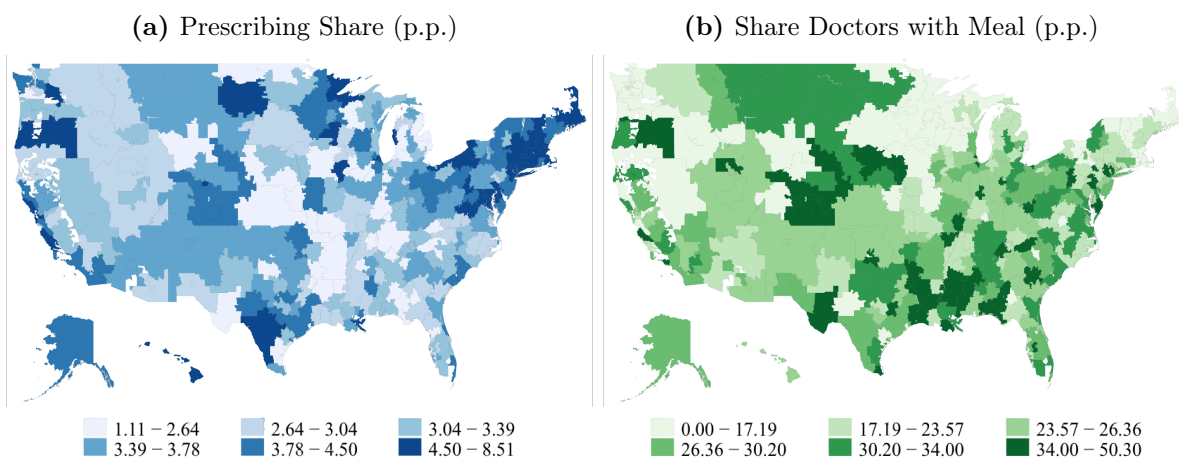 (a) Prescribing Share (p.p.)
(b) Share Doctors with Meal (p.p.)
1.11 – 2.64
2.64 – 3.04
3.04 – 3.39
3.39 – 3.78
3.78 – 4.50
4.50 – 8.51
0.00 – 17.19
17.19 – 23.57
23.57 – 26.36
26.36 – 30.20
30.20 – 34.00
34.00 – 50.30